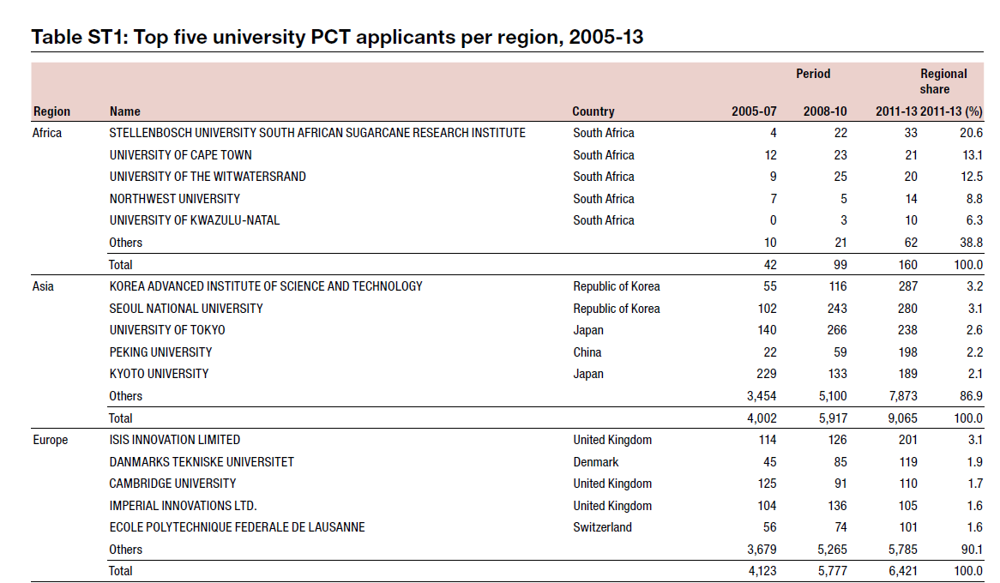 Table ST1: Top five university PCT applicants per region, 2005-13
Period Regional
share
Region Name Country 2005-07 2008-10 2011-13 2011-13 (%)
Africa STELLENBOSCH UNIVERSITY SOUTH AFRICAN SUGARCANE RESEARCH INSTITUTE South Africa 4 22 33 20.6
UNIVERSITY OF CAPE TOWN South Africa 12 23 21 13.1
UNIVERSITY OF THE WITWATERSRAND South Africa 9 25 20 12.5
NORTHWEST UNIVERSITY South Africa 7 5 14 8.8
UNIVERSITY OF KWAZULU-NATAL South Africa 0 3 10 6.3
Others 10 21 62 38.8
Total 42 99 160 100.0
Asia KOREA ADVANCED INSTITUTE OF SCIENCE AND TECHNOLOGY Republic of Korea 55 116 287 3.2
SEOUL NATIONAL UNIVERSITY Republic of Korea 102 243 280 3.1
UNIVERSITY OF TOKYO Japan 140 266 238 2.6
PEKING UNIVERSITY China 22 59 198 2.2
KYOTO UNIVERSITY Japan 229 133 189 2.1
Others 3,454 5,100 7,873 86.9
Total 4,002 5,917 9,065 100.0
Europe ISIS INNOVATION LIMITED United Kingdom 114 126 201 3.1
DANMARKS TEKNISKE UNIVERSITET Denmark 45 85 119 1.9
CAMBRIDGE UNIVERSITY United Kingdom 125 91 110 1.7
IMPERIAL INNOVATIONS LTD. United Kingdom 104 136 105 1.6
ECOLE POLYTECHNIQUE FEDERALE DE LAUSANNE Switzerland 56 74 101 1.6
Others 3,679 5,265 5,785 90.1
Total 4,123 5,777 6,421 100.0